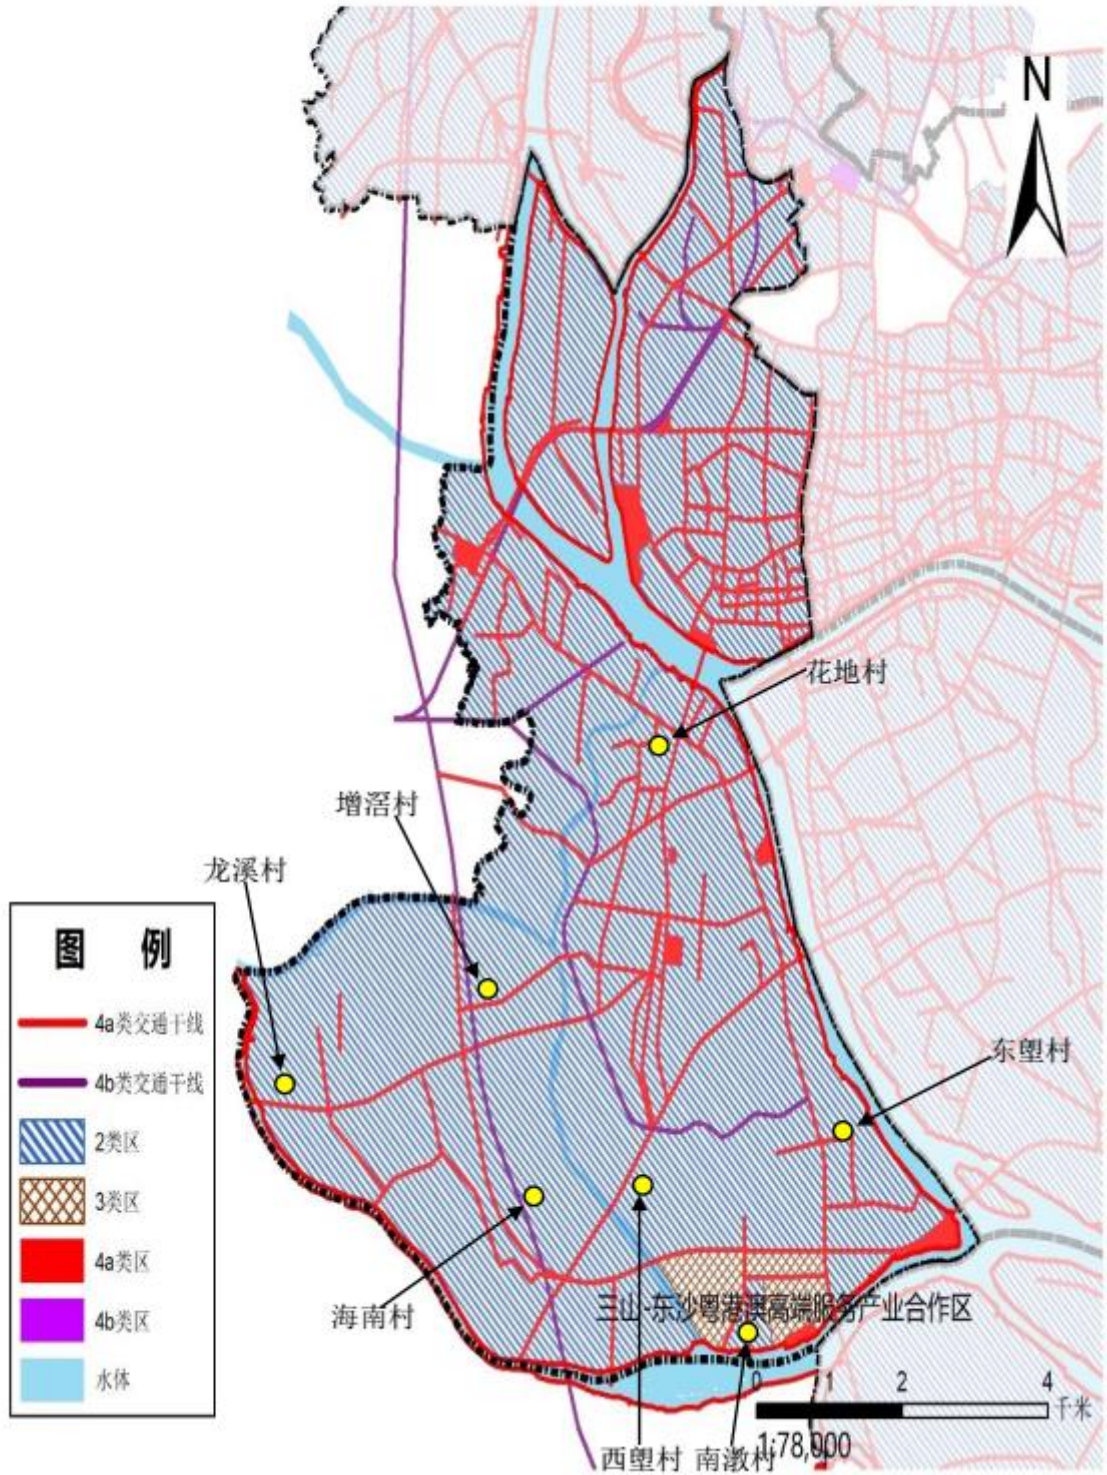 N
花地村
增滘村
龙溪村
图 例
4a类交通干线
4b类交通干线
2类区
3类区
4a类区
4b类区
水体
东塱村
海南村
三山-东沙粤港澳高端服务产业合作区
0 1 2 4
千米
1:78,000
西塱村 南漖村